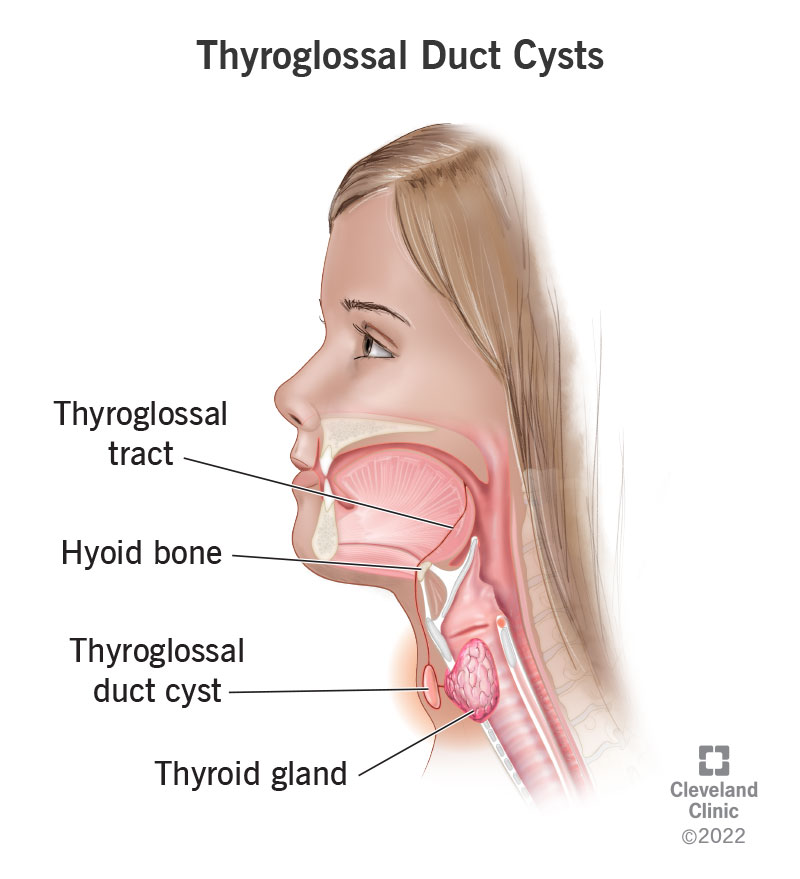 Thyroglossal Duct Cysts
Thyroglossal
tract
Hyoid bone
Thyroglossal
duct cyst
Thyroid gland
Cleveland
Clinic
©2022